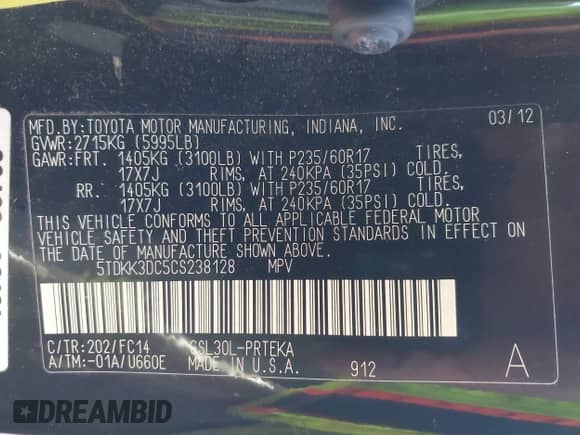 MFD.BY:TOYOTA MOTOR MANUFACTURING, INDIANA, INC. 03/12
GVWR:2715KG (5995LB)
GAWR:FRT. 1405KG (3100LB) WITH P235/60R17 TIRES,
17X7J RIMS, AT 240KPA (35PSI) COLD.
RR. 1405KG (3100LB) WITH P235/60R17 TIRES,
17X7J RIMS, AT 240KPA (35PSI) COLD.
THIS VEHICLE CONFORMS TO ALL APPLICABLE FEDERAL MOTOR
VEHICLE SAFETY AND THEFT PREVENTION STANDARDS IN EFFECT ON
THE DATE OF MANUFACTURE SHOWN ABOVE.
5TDKK3DC5CS238128 MPV
C/TR:202/FC14 GSL30L-PRTEKA
A/TM:-01A/U660E MADE IN U.S.A. 912 A
DREAMBID